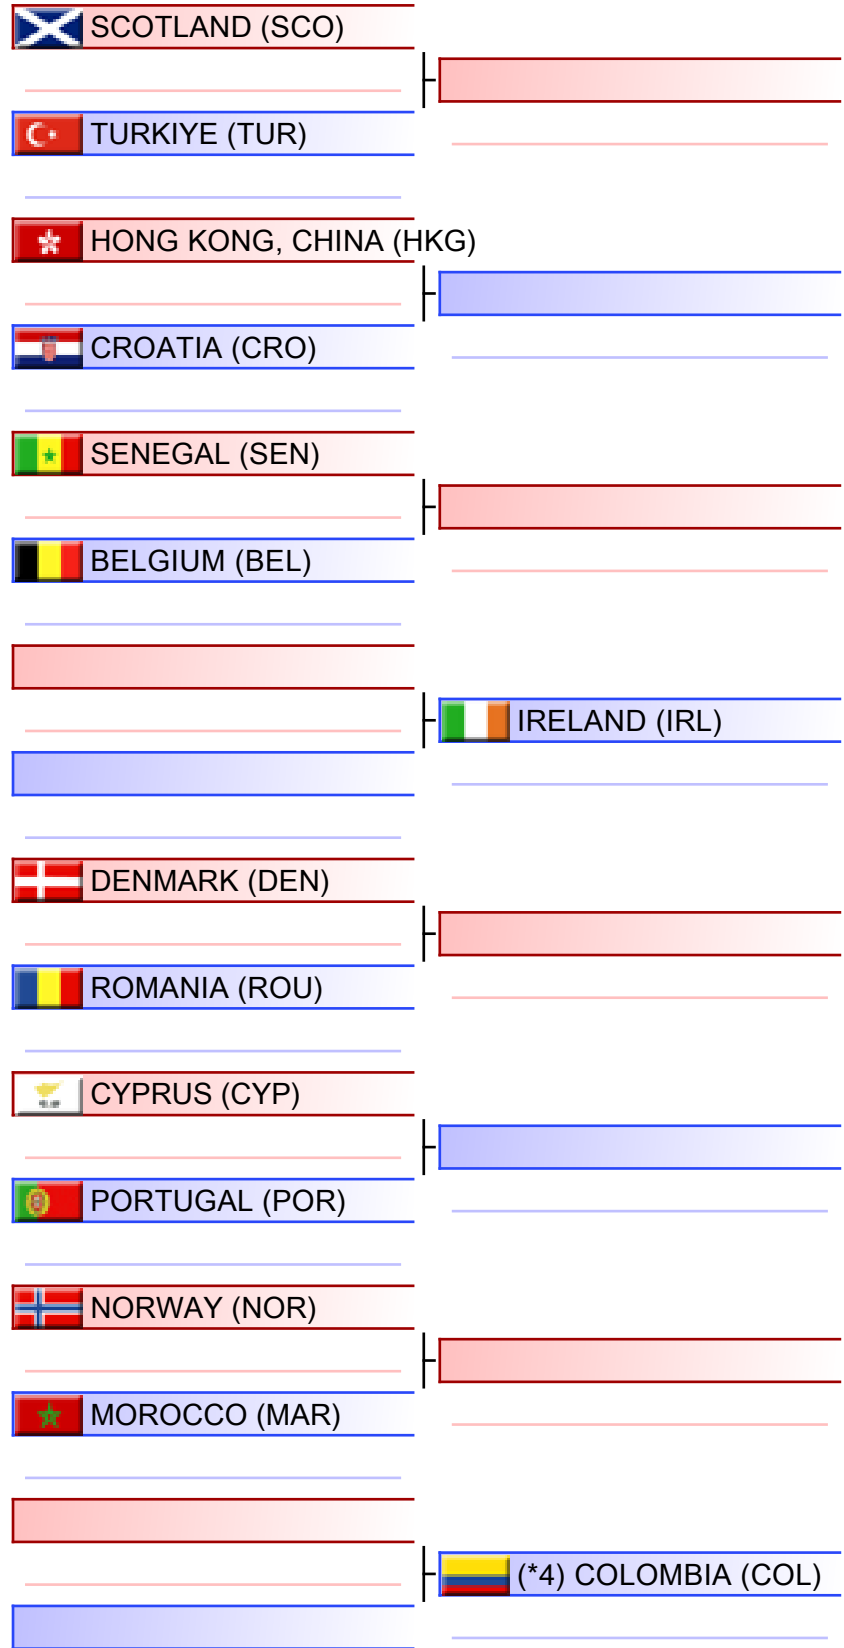 SCOTLAND (SCO)
TURKIYE (TUR)
HONG KONG, CHINA (HKG)
CROATIA (CRO)
SENEGAL (SEN)
BELGIUM (BEL)
IRELAND (IRL)
DENMARK (DEN)
ROMANIA (ROU)
CYPRUS (CYP)
PORTUGAL (POR)
NORWAY (NOR)
MOROCCO (MAR)
(*4) COLOMBIA (COL)